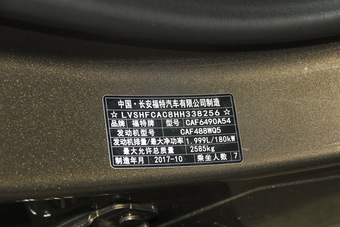 中国·长安福特汽车有限公司制造
☆LVSHFCAC8HH338256☆
品牌 福特牌 型号 CAF6490A54
发动机型号 CAF488WQ5
发动机排量/最大净功率 1.999L/180kW
最大允许总质量 2585kg
制造年月 2017-10 乘坐人数 7